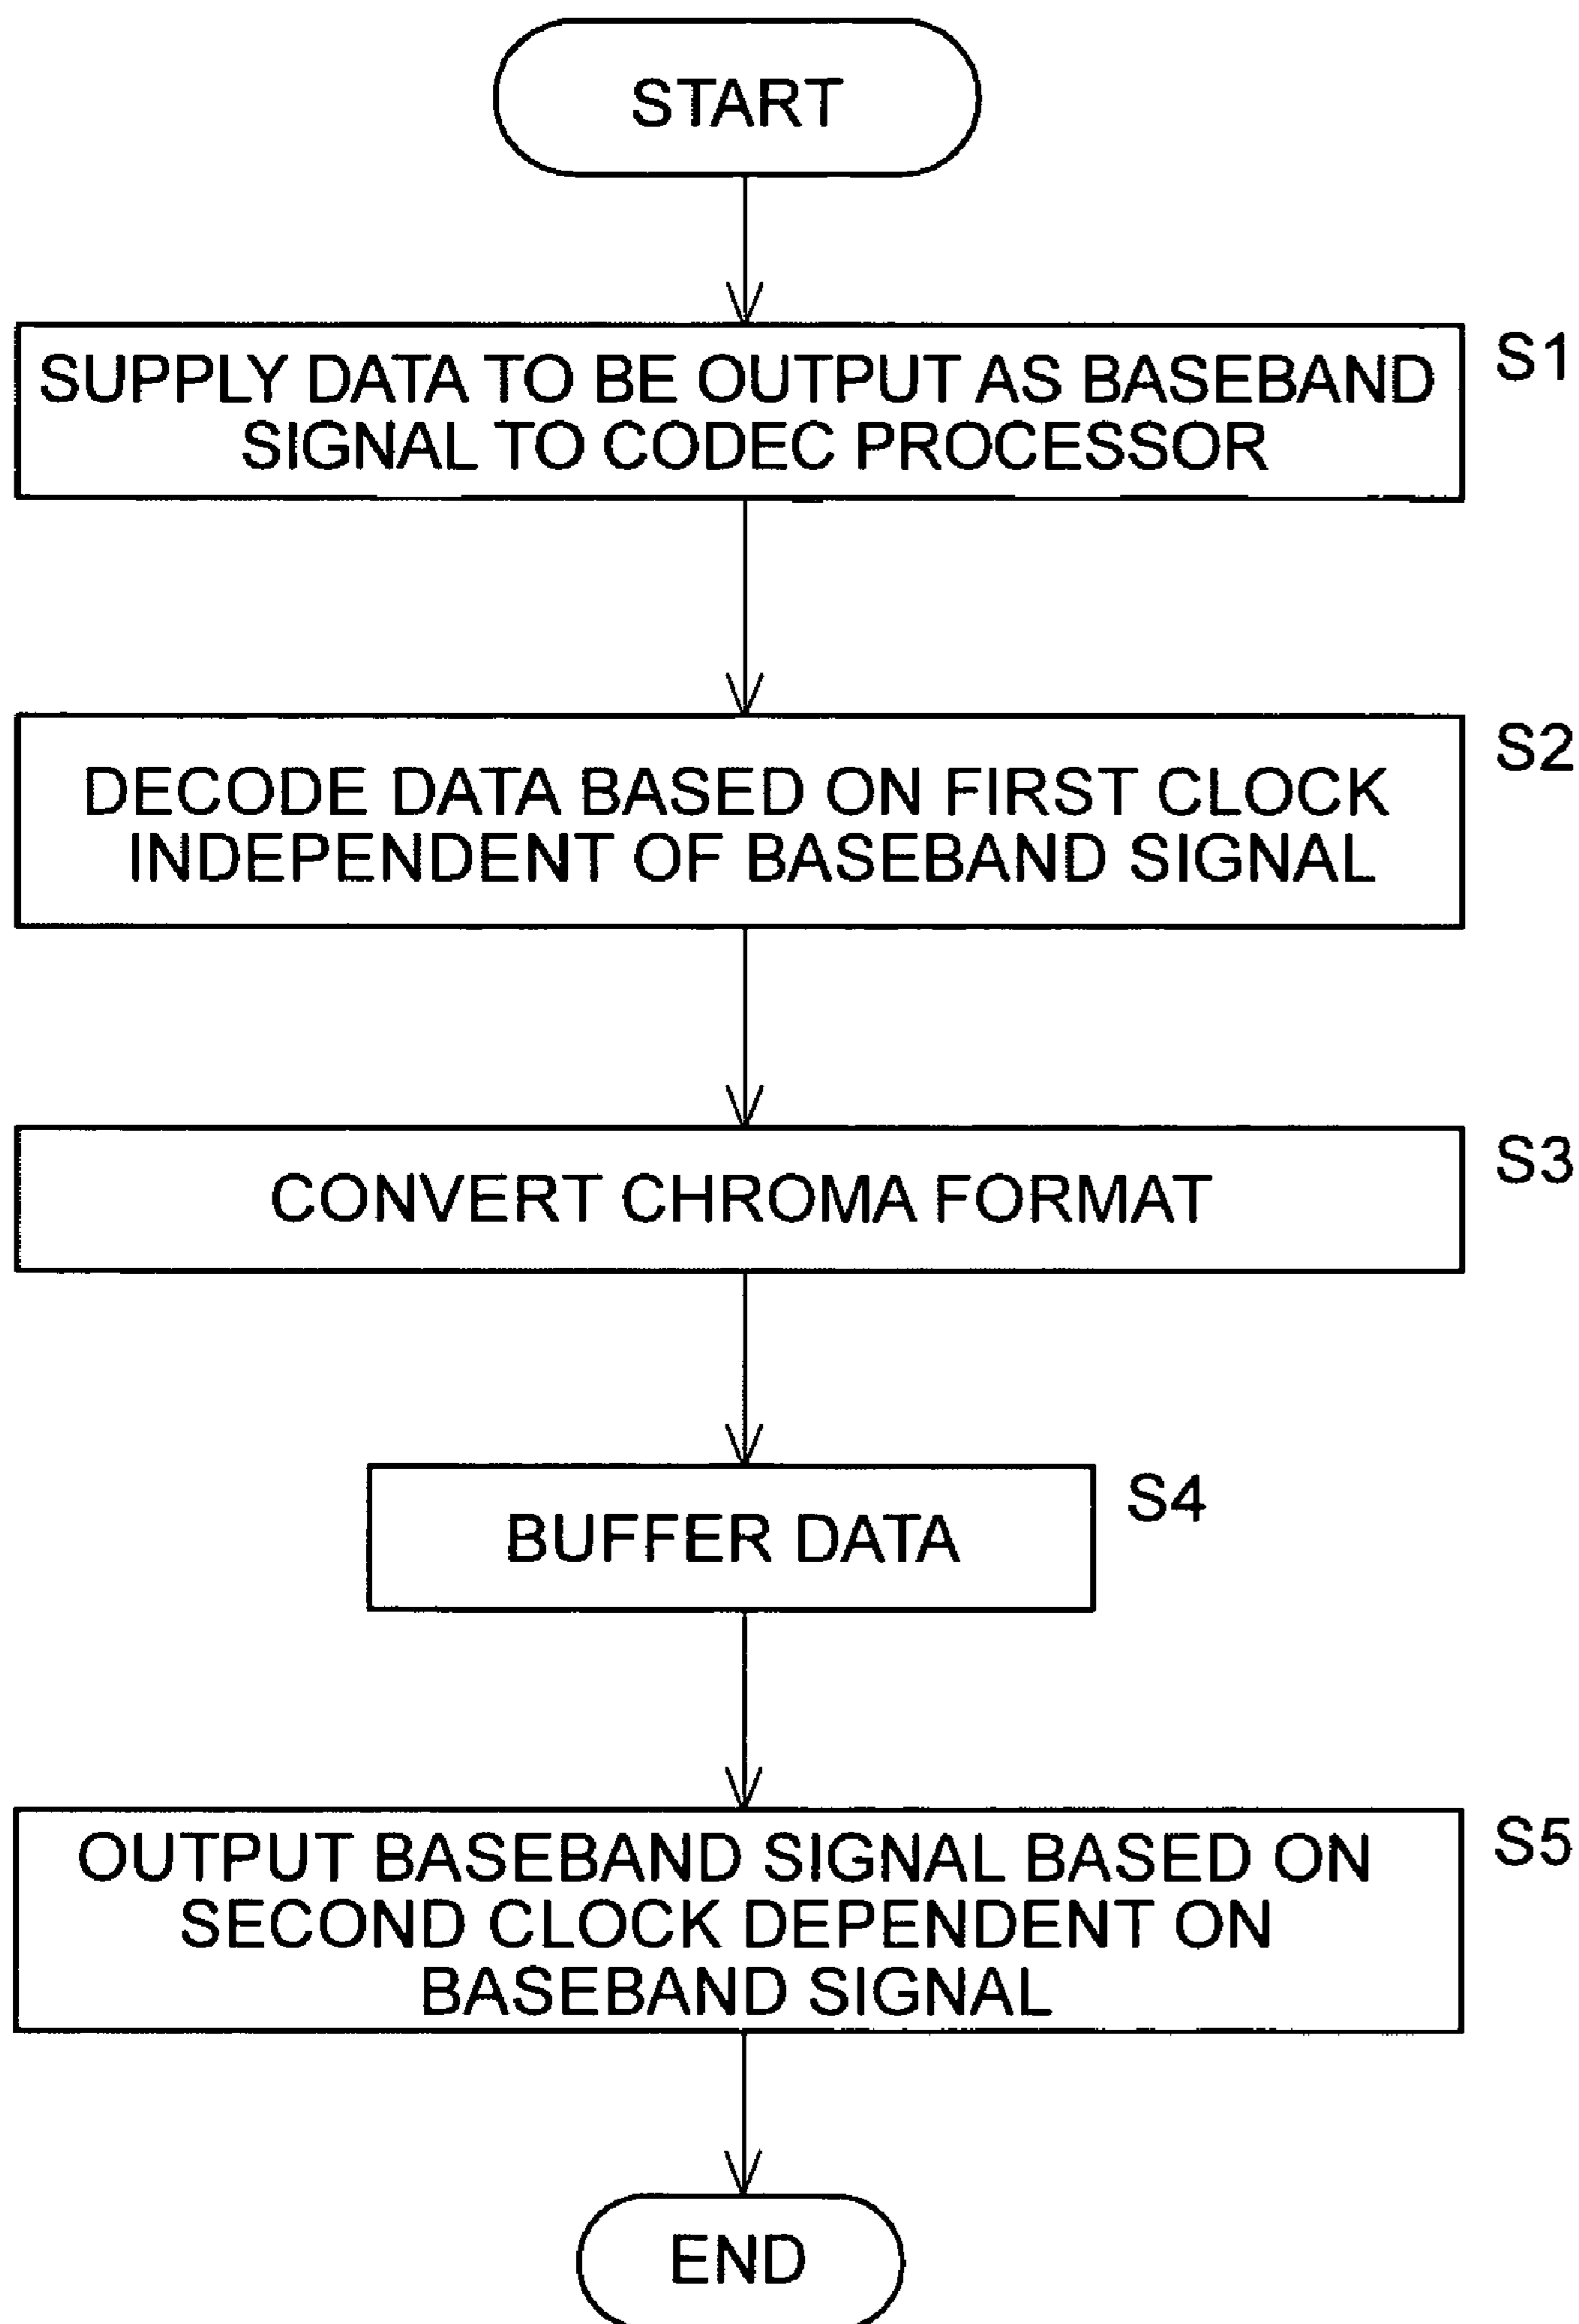 START
SUPPLY DATA TO BE OUTPUT AS BASEBAND
SIGNAL TO CODEC PROCESSOR
S1
DECODE DATA BASED ON FIRST CLOCK
INDEPENDENT OF BASEBAND SIGNAL
S2
CONVERT CHROMA FORMAT
S3
BUFFER DATA
S4
OUTPUT BASEBAND SIGNAL BASED ON
SECOND CLOCK DEPENDENT ON
BASEBAND SIGNAL
S5
END